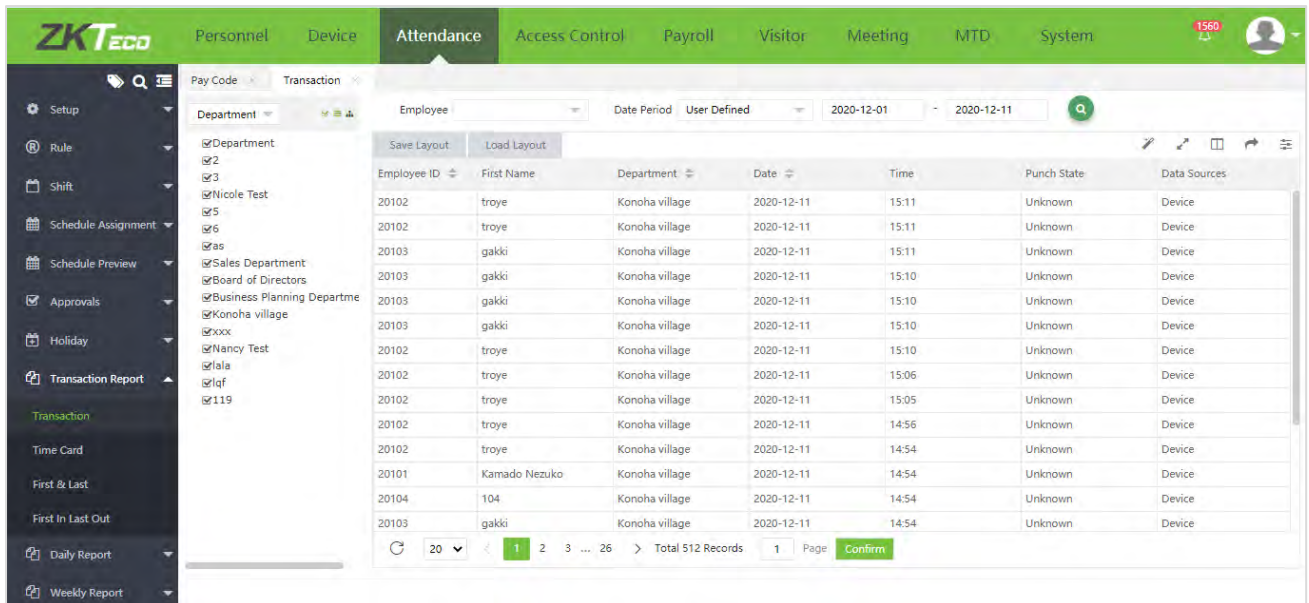 ZKTECO Personnel Device Attendance Access Control Payroll Visitor Meeting MTD System 1560
Pay Code Transaction
Setup
Rule
Shift
Schedule Assignment
Schedule Preview
Approvals
Holiday
Transaction Report
Transaction
Time Card
First & Last
First In Last Out
Daily Report
Weekly Report
Department
Department
2
3
Nicole Test
5
6
as
Sales Department
Board of Directors
Business Planning Departme
Konoha village
xxx
Nancy Test
lala
lqf
119
Employee Date Period User Defined 2020-12-01 - 2020-12-11
Save Layout Load Layout
Employee ID First Name Department Date Time Punch State Data Sources
20102 troye Konoha village 2020-12-11 15:11 Unknown Device
20102 troye Konoha village 2020-12-11 15:11 Unknown Device
20103 gakki Konoha village 2020-12-11 15:11 Unknown Device
20103 gakki Konoha village 2020-12-11 15:10 Unknown Device
20103 gakki Konoha village 2020-12-11 15:10 Unknown Device
20103 gakki Konoha village 2020-12-11 15:10 Unknown Device
20102 troye Konoha village 2020-12-11 15:10 Unknown Device
20102 troye Konoha village 2020-12-11 15:06 Unknown Device
20102 troye Konoha village 2020-12-11 15:05 Unknown Device
20102 troye Konoha village 2020-12-11 14:56 Unknown Device
20102 troye Konoha village 2020-12-11 14:54 Unknown Device
20101 Kamado Nezuko Konoha village 2020-12-11 14:54 Unknown Device
20104 104 Konoha village 2020-12-11 14:54 Unknown Device
20103 gakki Konoha village 2020-12-11 14:54 Unknown Device
20 < 1 2 3 ... 26 > Total 512 Records 1 Page Confirm